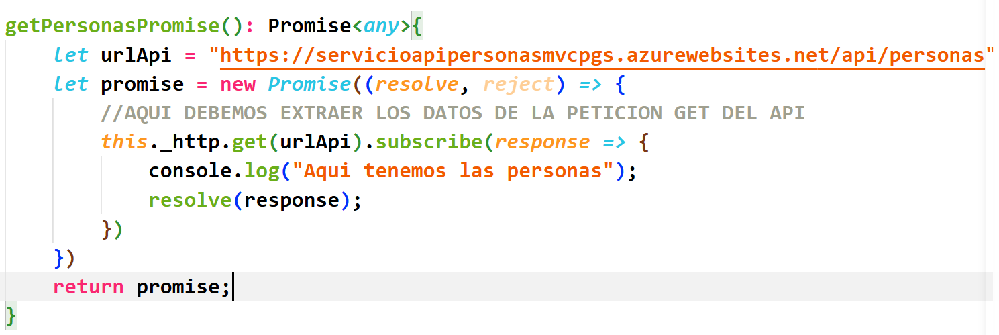 getPersonasPromise(): Promise<any>{
    let urlApi = "https://servicioapipersonasmvcpgs.azurewebsites.net/api/personas"
    let promise = new Promise((resolve, reject) => {
        //AQUI DEBEMOS EXTRAER LOS DATOS DE LA PETICION GET DEL API
        this._http.get(urlApi).subscribe(response => {
            console.log("Aqui tenemos las personas");
            resolve(response);
        })
    })
    return promise;
}